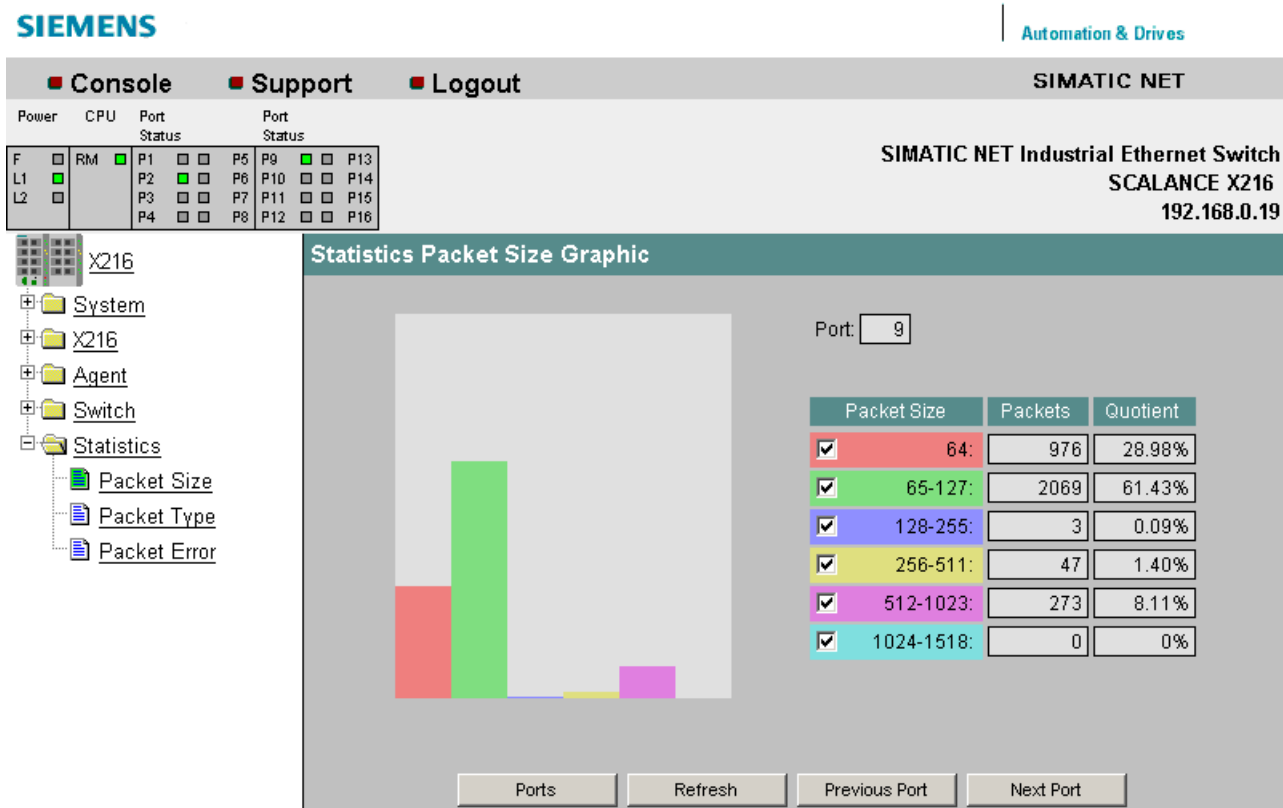 SIEMENS
Automation & Drives
Console Support Logout SIMATIC NET
Power CPU Port Status Port Status
F RM P1 P5 P9 P13
L1 P2 P6 P10 P14
L2 P3 P7 P11 P15
P4 P8 P12 P16
SIMATIC NET Industrial Ethernet Switch
SCALANCE X216
192.168.0.19
X216
System
X216
Agent
Switch
Statistics
Packet Size
Packet Type
Packet Error
Statistics Packet Size Graphic
Port: 9
Packet Size Packets Quotient
64: 976 28.98%
65-127: 2069 61.43%
128-255: 3 0.09%
256-511: 47 1.40%
512-1023: 273 8.11%
1024-1518: 0 0%
Ports Refresh Previous Port Next Port